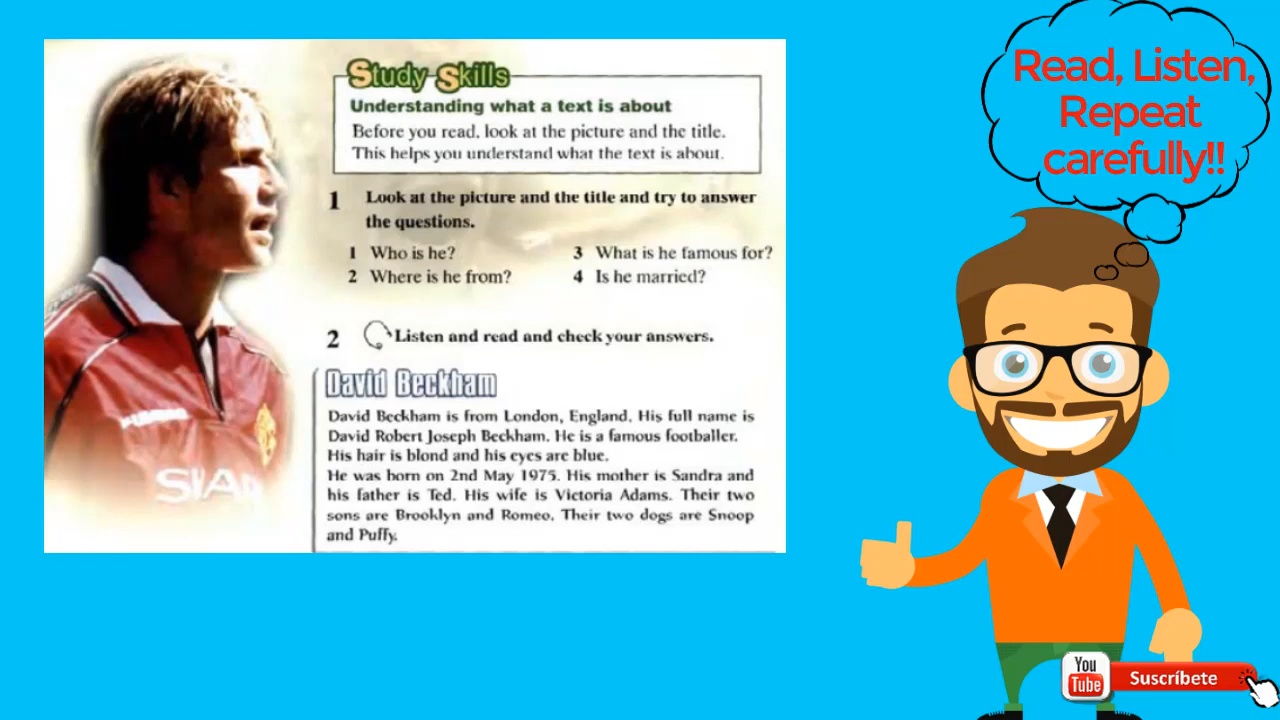 Read, Listen,
Repeat
carefully!!
Study Skills
Understanding what a text is about
Before you read, look at the picture and the title.
This helps you understand what the text is about.
1 Look at the picture and the title and try to answer
the questions.
1 Who is he?
2 Where is he from?
3 What is he famous for?
4 Is he married?
2 Listen and read and check your answers.
David Beckham
David Beckham is from London, England. His full name is
David Robert Joseph Beckham. He is a famous footballer.
His hair is blond and his eyes are blue.
He was born on 2nd May 1975. His mother is Sandra and
his father is Ted. His wife is Victoria Adams. Their two
sons are Brooklyn and Romeo. Their two dogs are Snoop
and Puffy.
You
Tube
Suscríbete